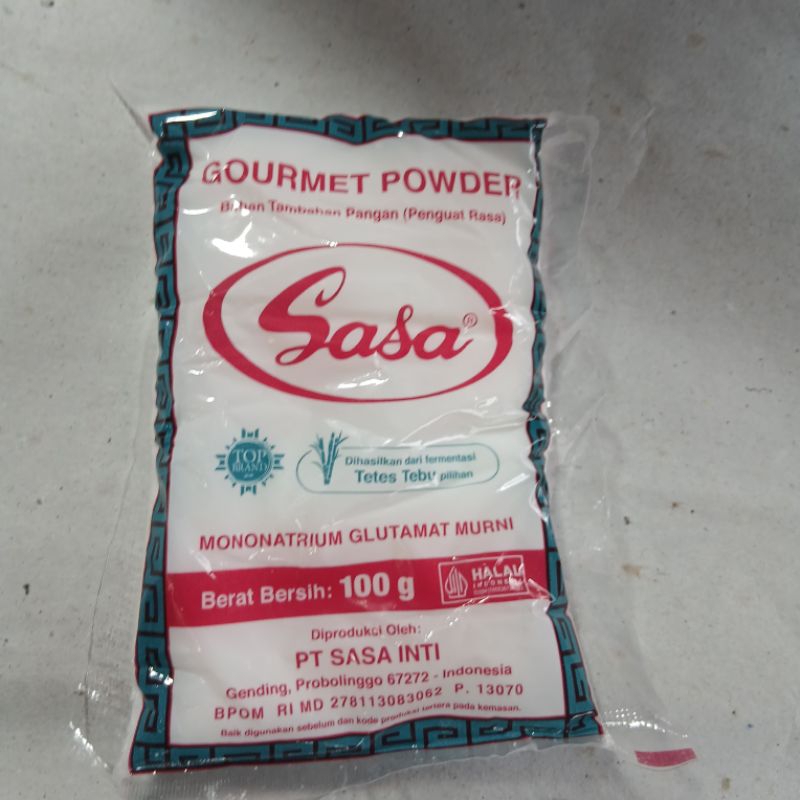 GOURMET POWDER
Bahan Tambahan Pangan (Penguat Rasa)
Sasa®
TOP
BRAND
Dihasilkan dari fermentasi
Tetes Tebu pilihan
MONONATRIUM GLUTAMAT MURNI
Berat Bersih: 100 g
HALAL
INDONESIA
Diproduksi Oleh:
PT SASA INTI
Gending, Probolinggo 67272 - Indonesia
BPOM RI MD 278113083062 P. 13070
Baik digunakan sebelum dan kode produksi tertera pada kemasan.